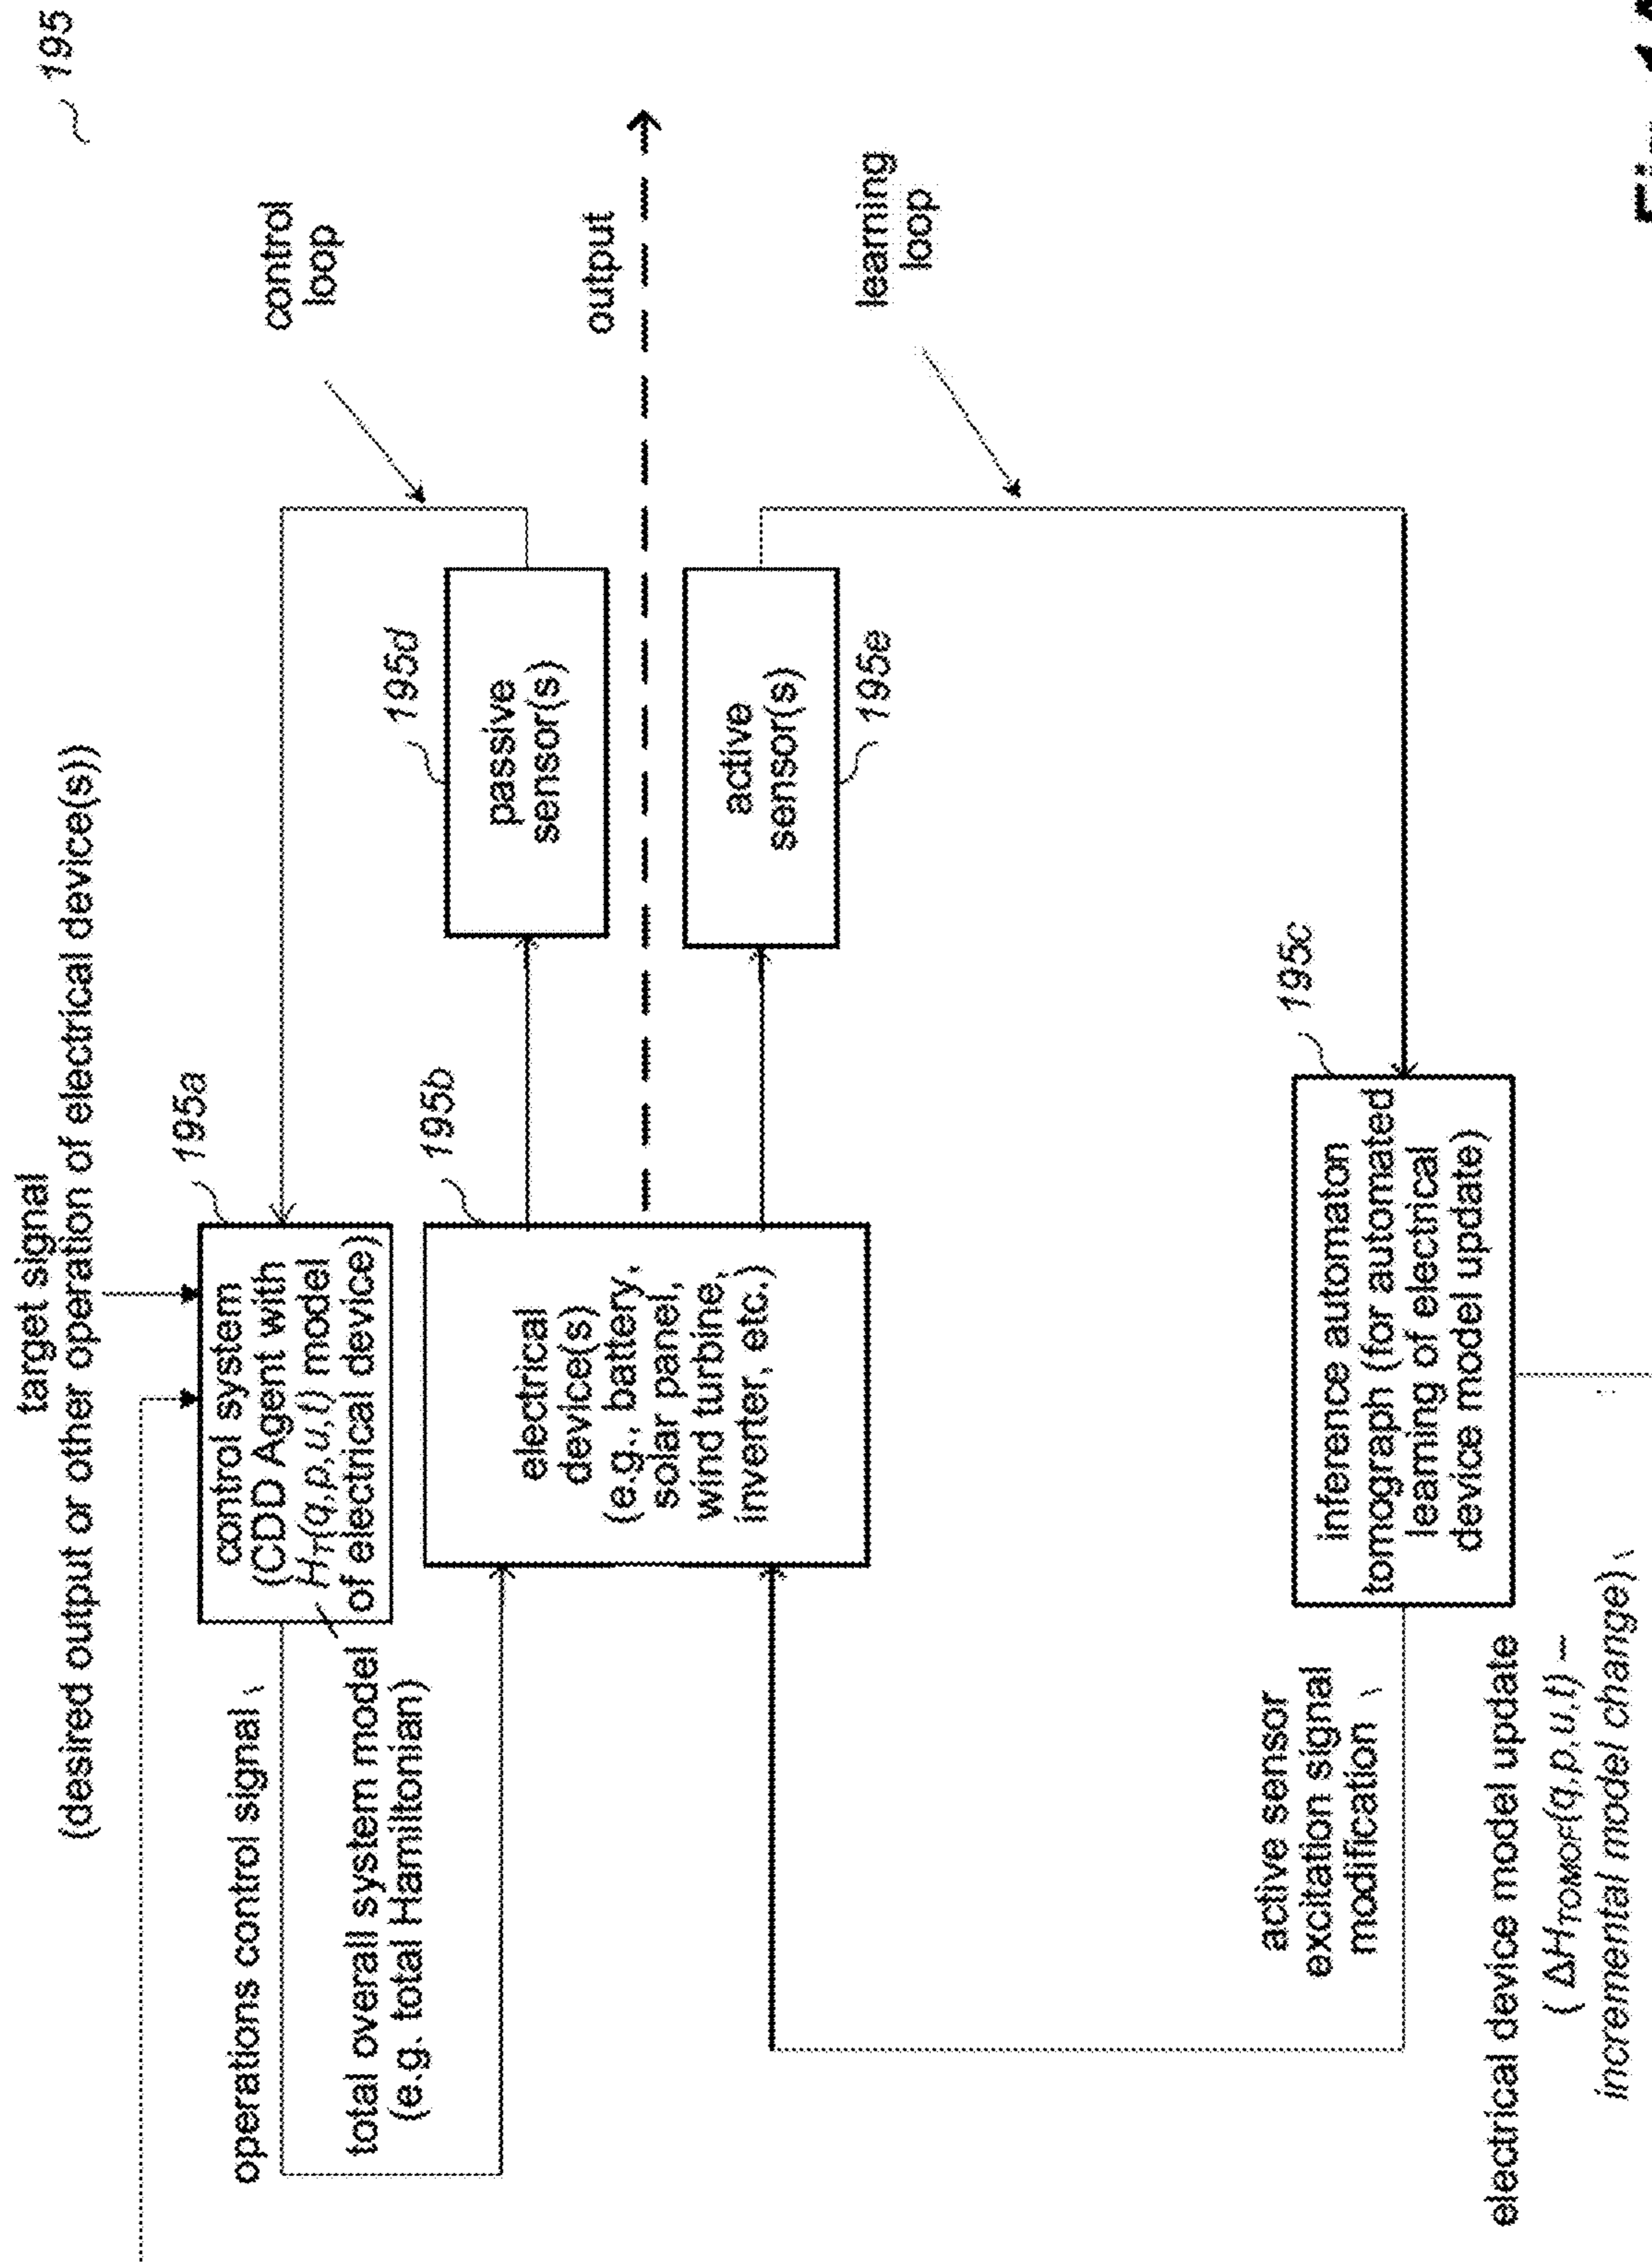 195
target signal
(desired output or other operation of electrical device(s))
195a
control system
(CDD Agent with
H_T(q,p,u,t) model
of electrical device)
operations control signal
total overall system model
(e.g. total Hamiltonian)
control
loop
195b
electrical
device(s)
(e.g., battery,
solar panel,
wind turbine,
inverter, etc.)
195d
passive
sensor(s)
output
active
sensor(s)
195e
learning
loop
195c
inference automaton
tomograph (for automated
learning of electrical
device model update)
active sensor
excitation signal
modification
electrical device model update
( ΔH_TOMOF(q,p,u,t) –
incremental model change)